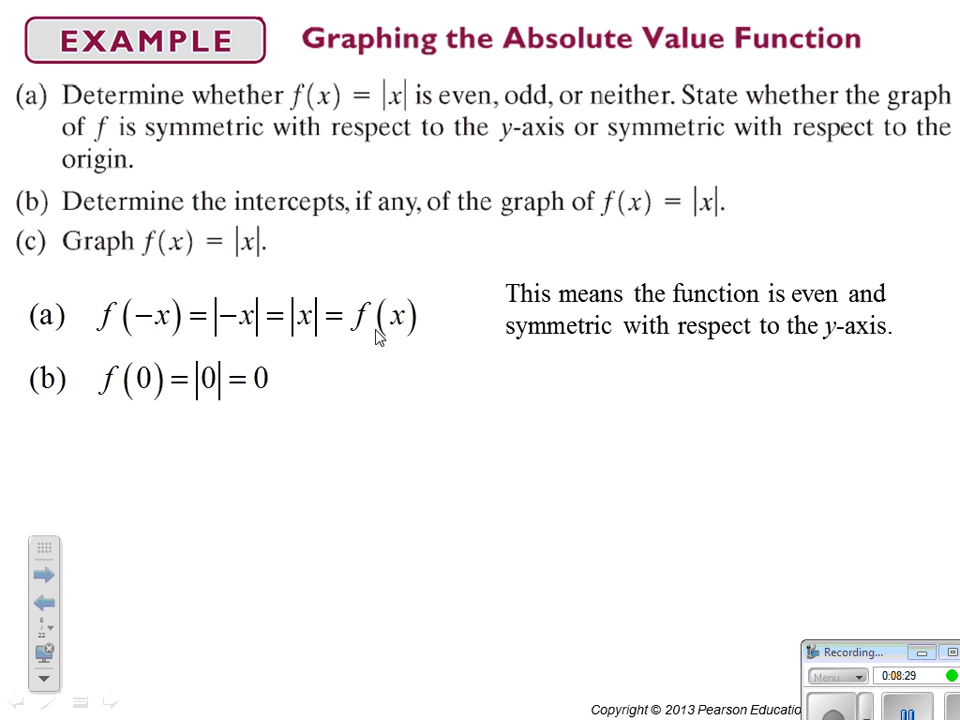 EXAMPLE
Graphing the Absolute Value Function
(a) Determine whether f(x) = |x| is even, odd, or neither. State whether the graph
of f is symmetric with respect to the y-axis or symmetric with respect to the
origin.
(b) Determine the intercepts, if any, of the graph of f(x) = |x|.
(c) Graph f(x) = |x|.
(a) f(−x) = |−x| = |x| = f(x)
This means the function is even and
symmetric with respect to the y-axis.
(b) f(0) = |0| = 0
6
/
22
Recording...
Menu
0:08:29
Copyright © 2013 Pearson Educatio